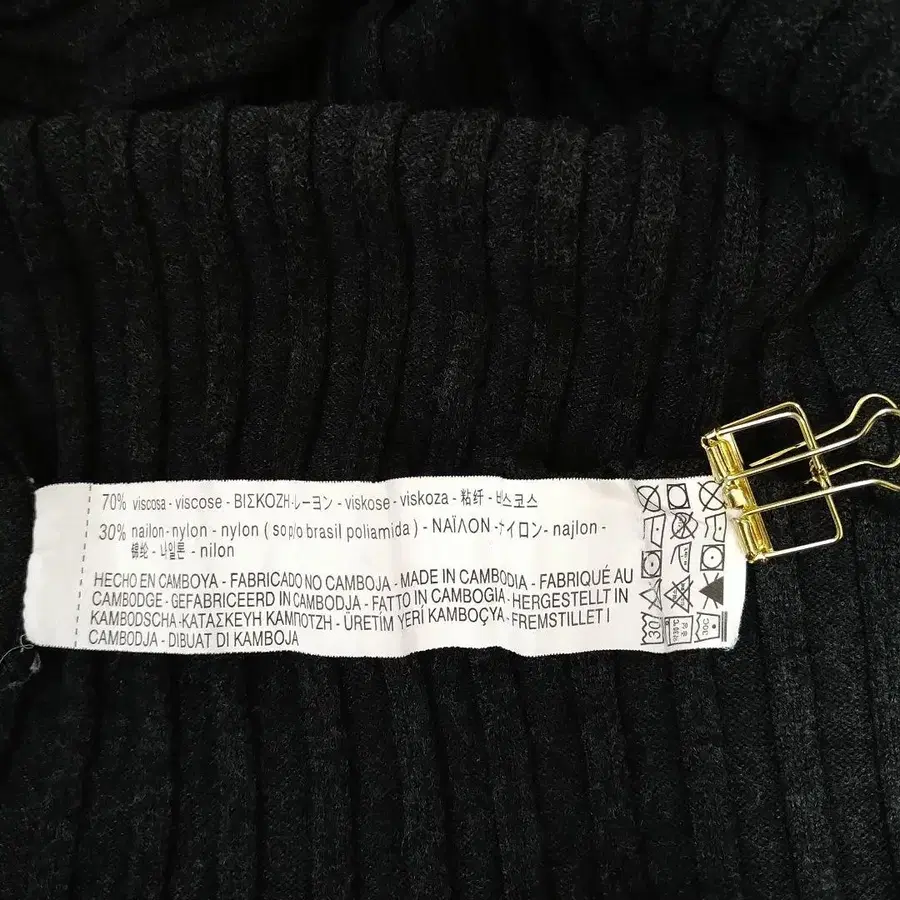 70% viscosa - viscose - ΒΙΣΚΟΖΗ-レーヨン - viskose - viskoza - 粘纤 - 비스코스
30% nailon-nylon - nylon ( so p/o brasil poliamida ) - ΝΑΪΛΟΝ -ナイロン- najlon -
锦纶 - 나일론 - nilon
HECHO EN CAMBOYA - FABRICADO NO CAMBOJA - MADE IN CAMBODIA - FABRIQUÉ AU
CAMBODGE - GEFABRICEERD IN CAMBODJA - FATTO IN CAMBOGIA - HERGESTELLT IN
KAMBODSCHA-ΚΑΤΑΣΚΕΥΗ ΚΑΜΠΟΤΖΗ - ÜRETİM YERİ KAMBOÇYA - FREMSTILLET I
CAMBODJA - DIBUAT DI KAMBOJA
30
30C